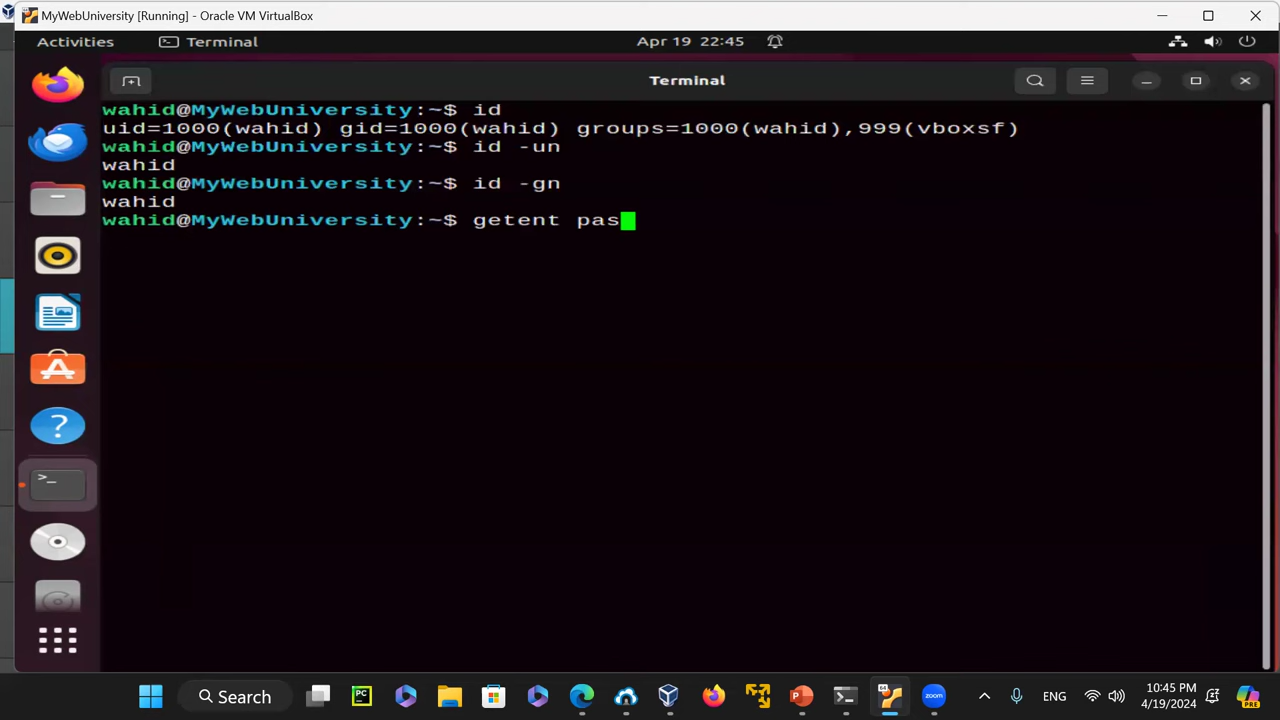 MyWebUniversity [Running] - Oracle VM VirtualBox
Activities Terminal Apr 19 22:45
Terminal
wahid@MyWebUniversity:~$ id
uid=1000(wahid) gid=1000(wahid) groups=1000(wahid),999(vboxsf)
wahid@MyWebUniversity:~$ id -un
wahid
wahid@MyWebUniversity:~$ id -gn
wahid
wahid@MyWebUniversity:~$ getent pas
Search
PC
zoom
ENG
10:45 PM
4/19/2024
PRE